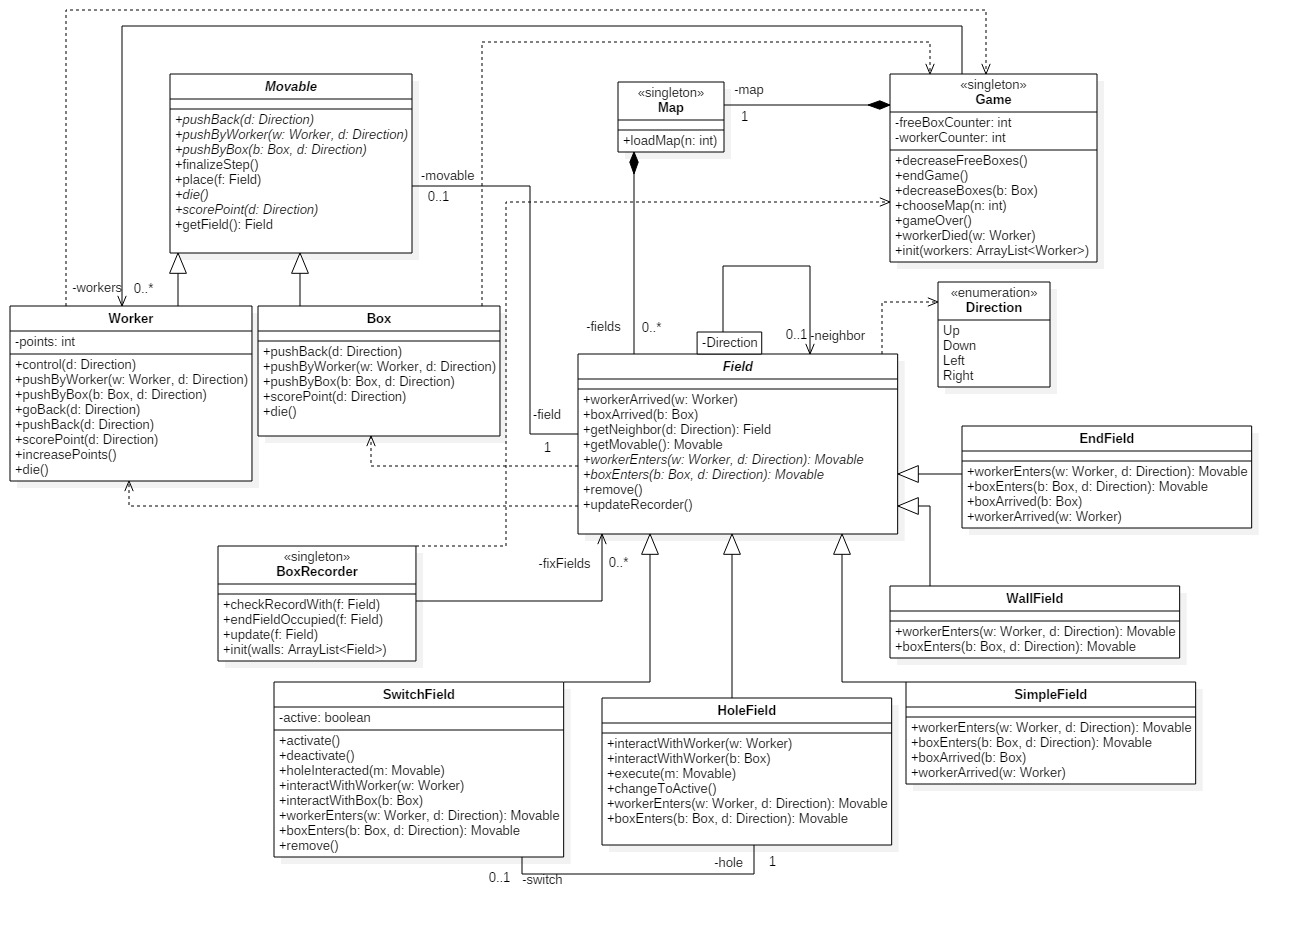 Movable
+pushBack(d: Direction)
+pushByWorker(w: Worker, d: Direction)
+pushByBox(b: Box, d: Direction)
+finalizeStep()
+place(f: Field)
+die()
+scorePoint(d: Direction)
+getField(): Field
«singleton»
Map
+loadMap(n: int)
-map
1
«singleton»
Game
-freeBoxCounter: int
-workerCounter: int
+decreaseFreeBoxes()
+endGame()
+decreaseBoxes(b: Box)
+chooseMap(n: int)
+gameOver()
+workerDied(w: Worker)
+init(workers: ArrayList<Worker>)
-movable
0..1
-workers
0..*
«enumeration»
Direction
Up
Down
Left
Right
Worker
-points: int
+control(d: Direction)
+pushByWorker(w: Worker, d: Direction)
+pushByBox(b: Box, d: Direction)
+goBack(d: Direction)
+pushBack(d: Direction)
+scorePoint(d: Direction)
+increasePoints()
+die()
Box
+pushBack(d: Direction)
+pushByWorker(w: Worker, d: Direction)
+pushByBox(b: Box, d: Direction)
+scorePoint(d: Direction)
+die()
-fields
0..*
-Direction
0..1
-neighbor
-field
1
Field
+workerArrived(w: Worker)
+boxArrived(b: Box)
+getNeighbor(d: Direction): Field
+getMovable(): Movable
+workerEnters(w: Worker, d: Direction): Movable
+boxEnters(b: Box, d: Direction): Movable
+remove()
+updateRecorder()
EndField
+workerEnters(w: Worker, d: Direction): Movable
+boxEnters(b: Box, d: Direction): Movable
+boxArrived(b: Box)
+workerArrived(w: Worker)
«singleton»
BoxRecorder
+checkRecordWith(f: Field)
+endFieldOccupied(f: Field)
+update(f: Field)
+init(walls: ArrayList<Field>)
-fixFields
0..*
WallField
+workerEnters(w: Worker, d: Direction): Movable
+boxEnters(b: Box, d: Direction): Movable
SwitchField
-active: boolean
+activate()
+deactivate()
+holeInteracted(m: Movable)
+interactWithWorker(w: Worker)
+interactWithBox(b: Box)
+workerEnters(w: Worker, d: Direction): Movable
+boxEnters(b: Box, d: Direction): Movable
+remove()
HoleField
+interactWithWorker(w: Worker)
+interactWithWorker(b: Box)
+execute(m: Movable)
+changeToActive()
+workerEnters(w: Worker, d: Direction): Movable
+boxEnters(b: Box, d: Direction): Movable
SimpleField
+workerEnters(w: Worker, d: Direction): Movable
+boxEnters(b: Box, d: Direction): Movable
+boxArrived(b: Box)
+workerArrived(w: Worker)
-hole
1
0..1
-switch